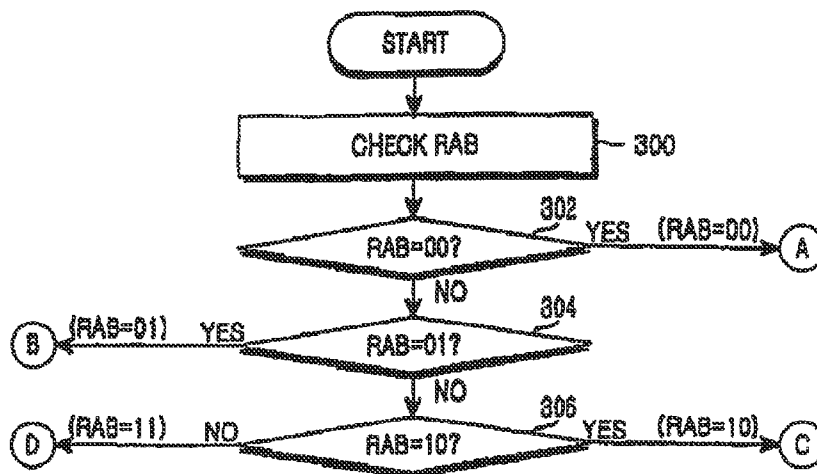 START
CHECK RAB
300
302
RAB=00?
YES
(RAB=00)
A
NO
304
B
(RAB=01)
YES
RAB=01?
NO
306
D
(RAB=11)
NO
RAB=10?
YES
(RAB=10)
C